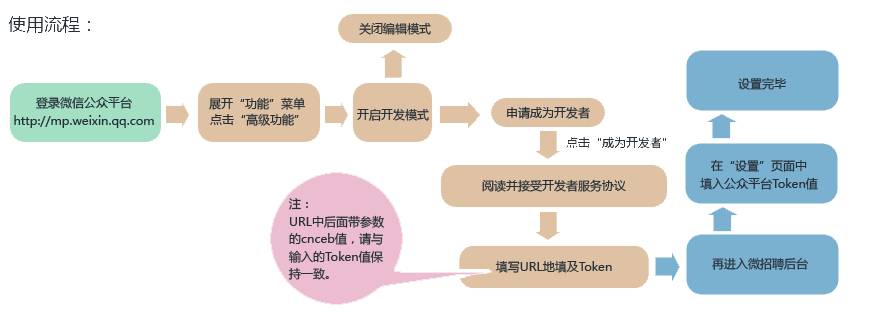 使用流程：
关闭编辑模式
登录微信公众平台
http://mp.weixin.qq.com
展开“功能”菜单
点击“高级功能”
开启开发模式
申请成为开发者
点击“成为开发者”
阅读并接受开发者服务协议
注：
URL中后面带参数
的cnceb值，请与
输入的Token值保
持一致。
填写URL地填及Token
再进入微招聘后台
在“设置”页面中
填入公众平台Token值
设置完毕